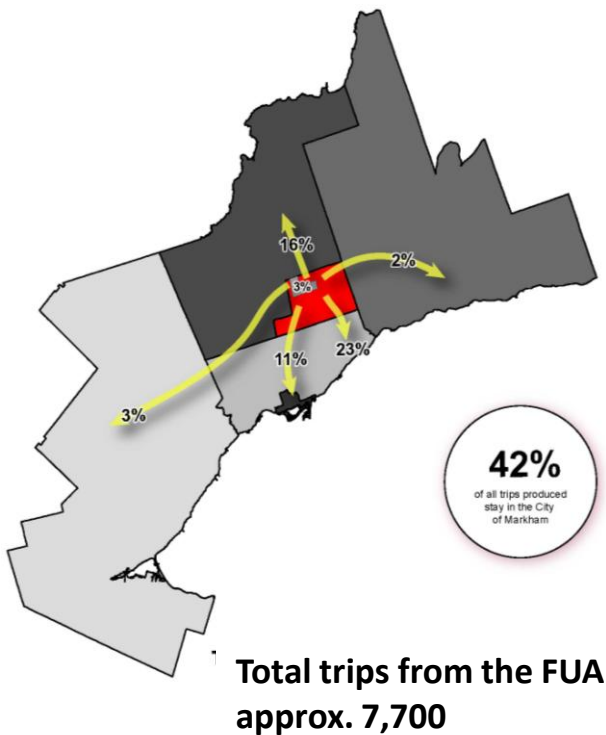 16%
2%
3%
23%
11%
3%
42%
of all trips produced
stay in the City
of Markham
Total trips from the FUA
approx. 7,700